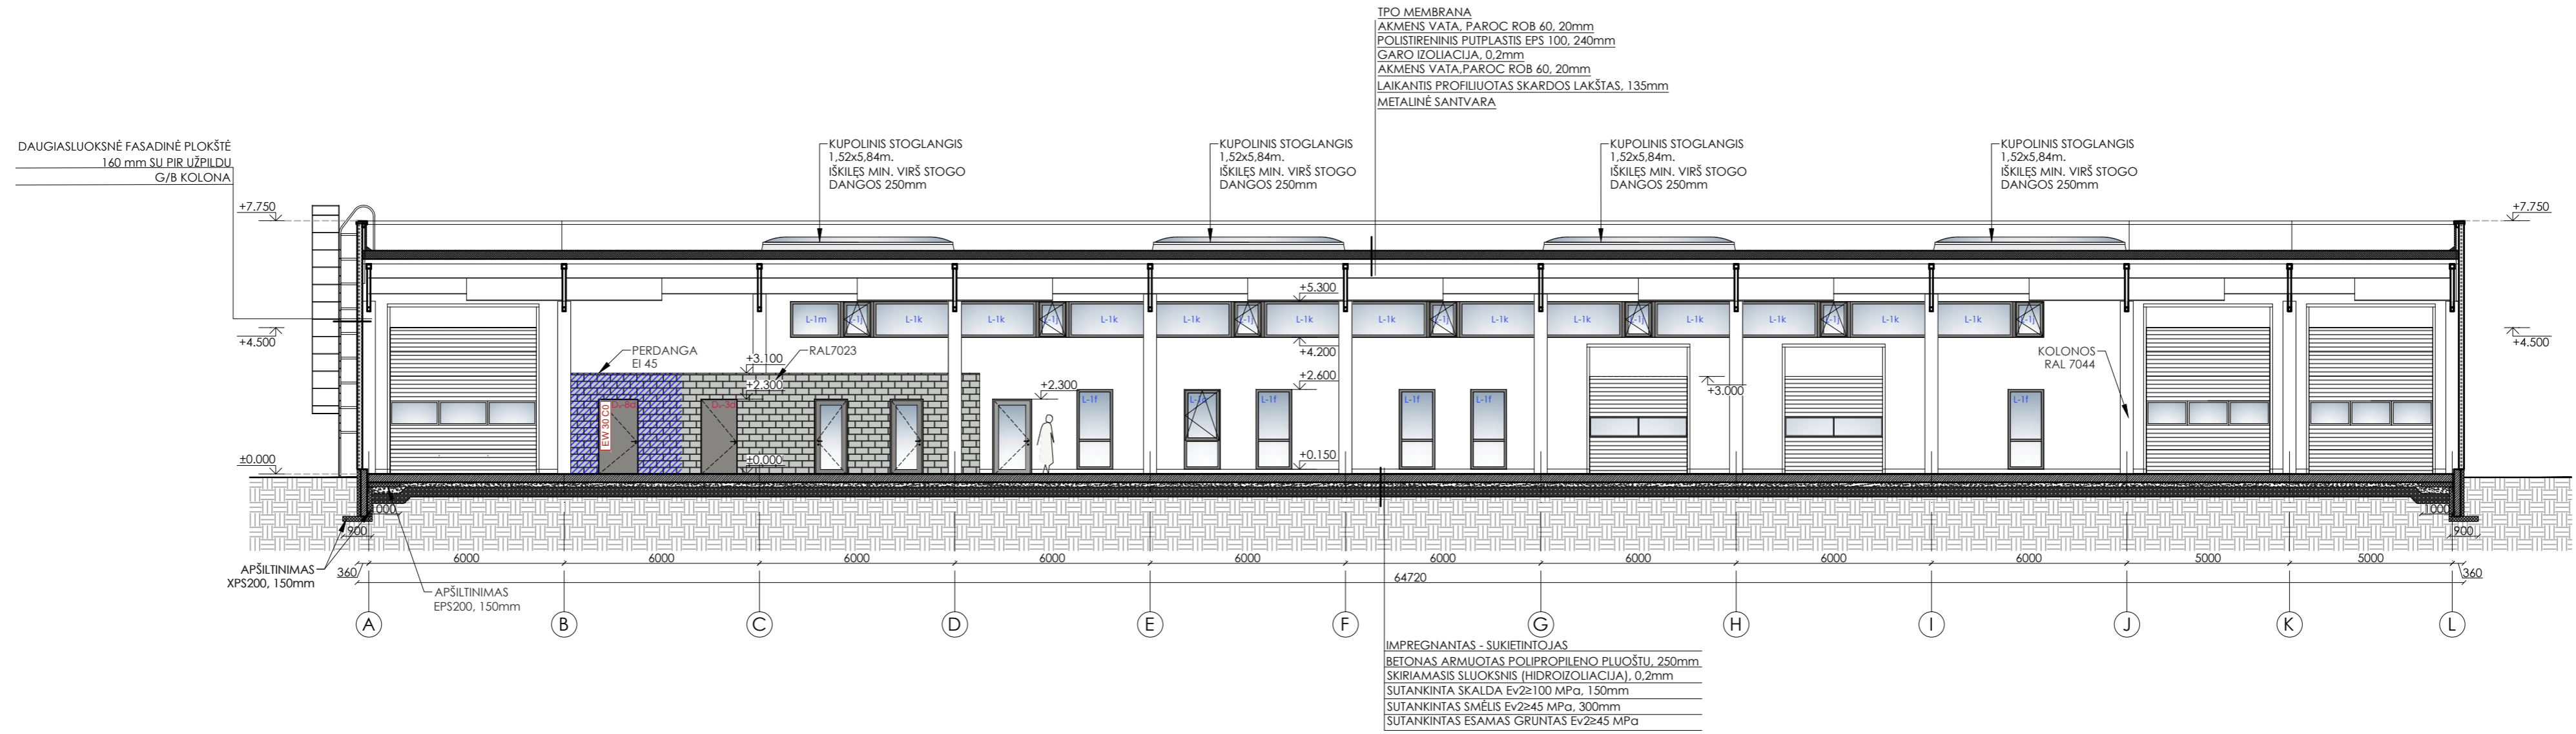 TPO MEMBRANA
AKMENS VATA, PAROC ROB 60, 20mm
POLISTIRENINIS PUTPLASTIS EPS 100, 240mm
GARO IZOLIACIJA, 0,2mm
AKMENS VATA,PAROC ROB 60, 20mm
LAIKANTIS PROFILIUOTAS SKARDOS LAKŠTAS, 135mm
METALINĖ SANTVARA
DAUGIASLUOKSNĖ FASADINĖ PLOKŠTĖ
160 mm SU PIR UŽPILDU
G/B KOLONA
KUPOLINIS STOGLANGIS
1,52x5,84m.
IŠKILĘS MIN. VIRŠ STOGO
DANGOS 250mm
KUPOLINIS STOGLANGIS
1,52x5,84m.
IŠKILĘS MIN. VIRŠ STOGO
DANGOS 250mm
KUPOLINIS STOGLANGIS
1,52x5,84m.
IŠKILĘS MIN. VIRŠ STOGO
DANGOS 250mm
KUPOLINIS STOGLANGIS
1,52x5,84m.
IŠKILĘS MIN. VIRŠ STOGO
DANGOS 250mm
+7.750
+7.750
+5.300
L-1m L-1j L-1k L-1k L-1j L-1k L-1k L-1j L-1k L-1k L-1j L-1k L-1k L-1j L-1k L-1k L-1j L-1k L-1k L-1j
+4.500
+4.500
+4.200
PERDANGA
EI 45
RAL7023
+3.100
+2.300
+2.300
+2.600
+3.000
KOLONOS
RAL 7044
EW 30 C0
L-1f
L-1f
L-1f
L-1f
L-1f
±0.000
±0.000
+0.150
1000
900
1000
900
6000 6000 6000 6000 6000 6000 6000 6000 6000 5000 5000
360
64720
360
APŠILTINIMAS
XPS200, 150mm
APŠILTINIMAS
EPS200, 150mm
A B C D E F G H I J K L
IMPREGNANTAS - SUKIETINTOJAS
BETONAS ARMUOTAS POLIPROPILENO PLUOŠTU, 250mm
SKIRIAMASIS SLUOKSNIS (HIDROIZOLIACIJA), 0,2mm
SUTANKINTA SKALDA Ev2≥100 MPa, 150mm
SUTANKINTAS SMĖLIS Ev2≥45 MPa, 300mm
SUTANKINTAS ESAMAS GRUNTAS Ev2≥45 MPa